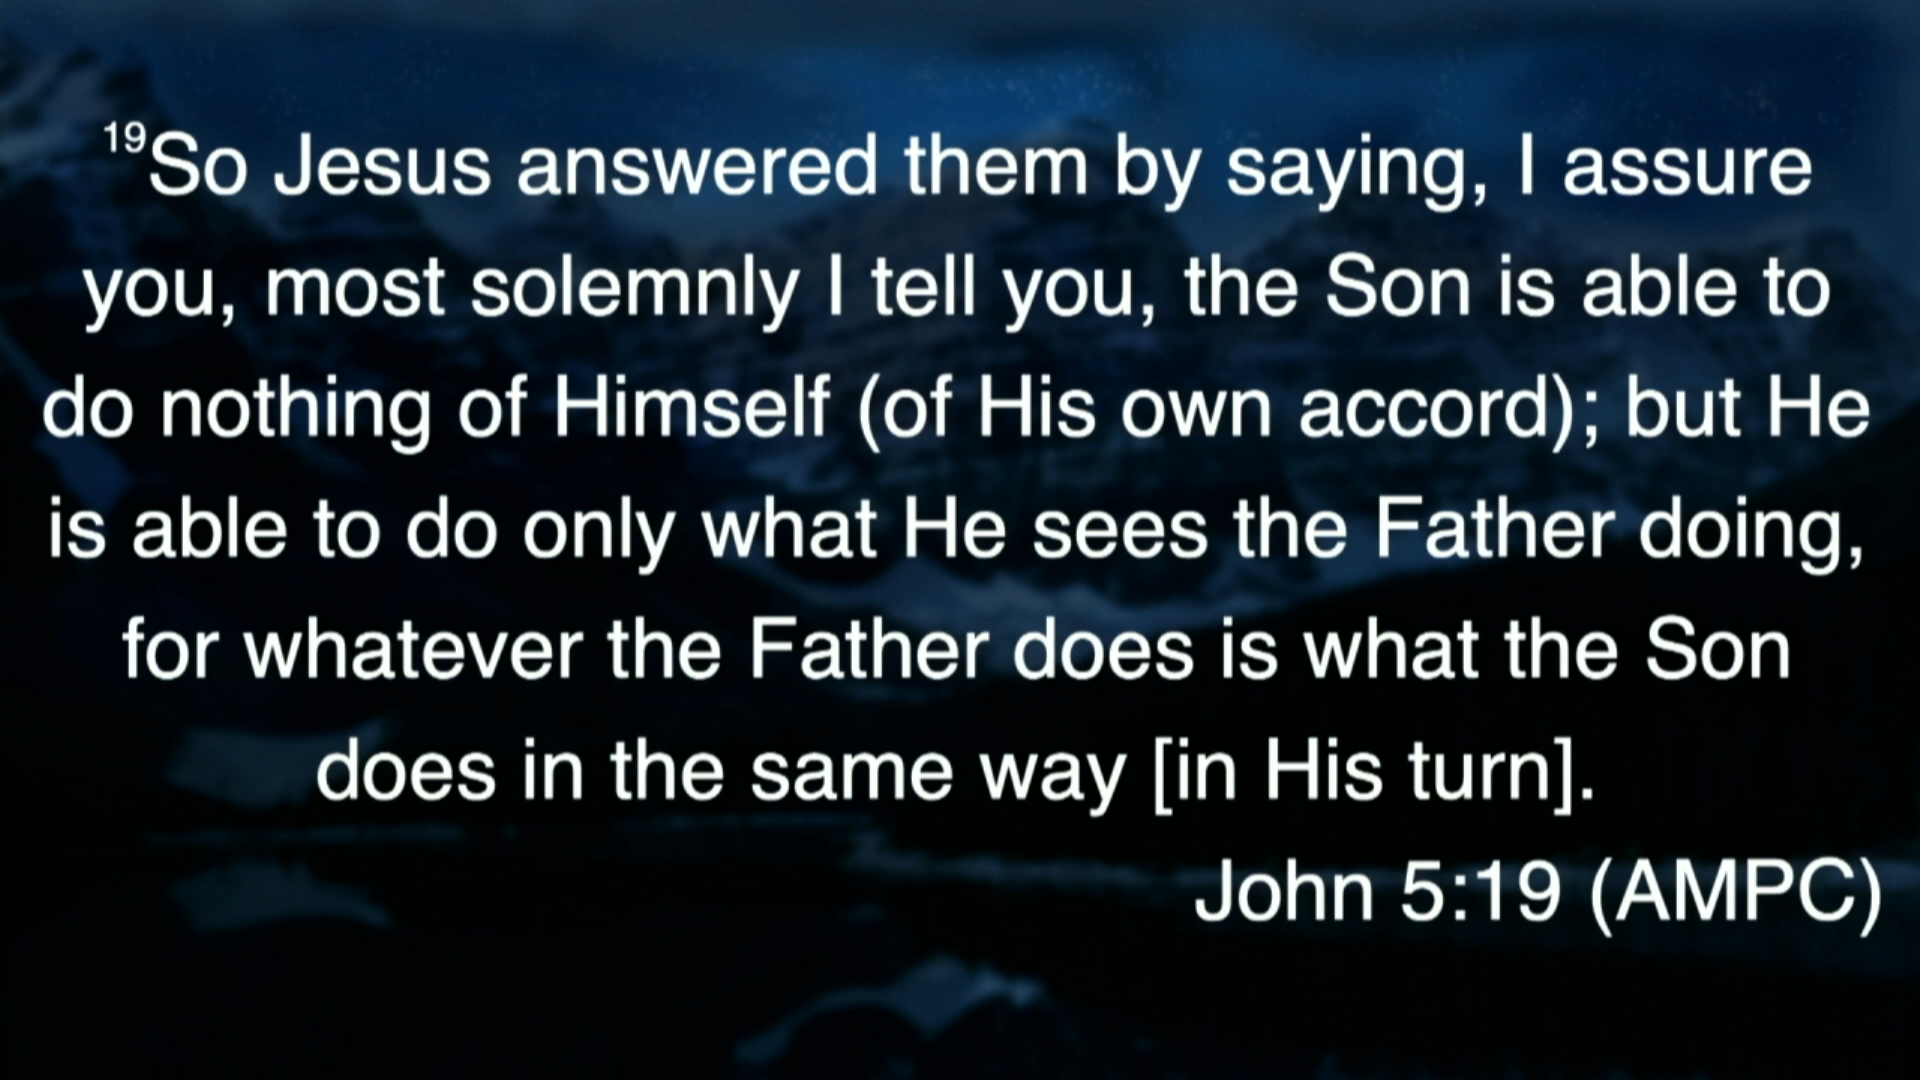 19So Jesus answered them by saying, I assure
you, most solemnly I tell you, the Son is able to
do nothing of Himself (of His own accord); but He
is able to do only what He sees the Father doing,
for whatever the Father does is what the Son
does in the same way [in His turn].
John 5:19 (AMPC)